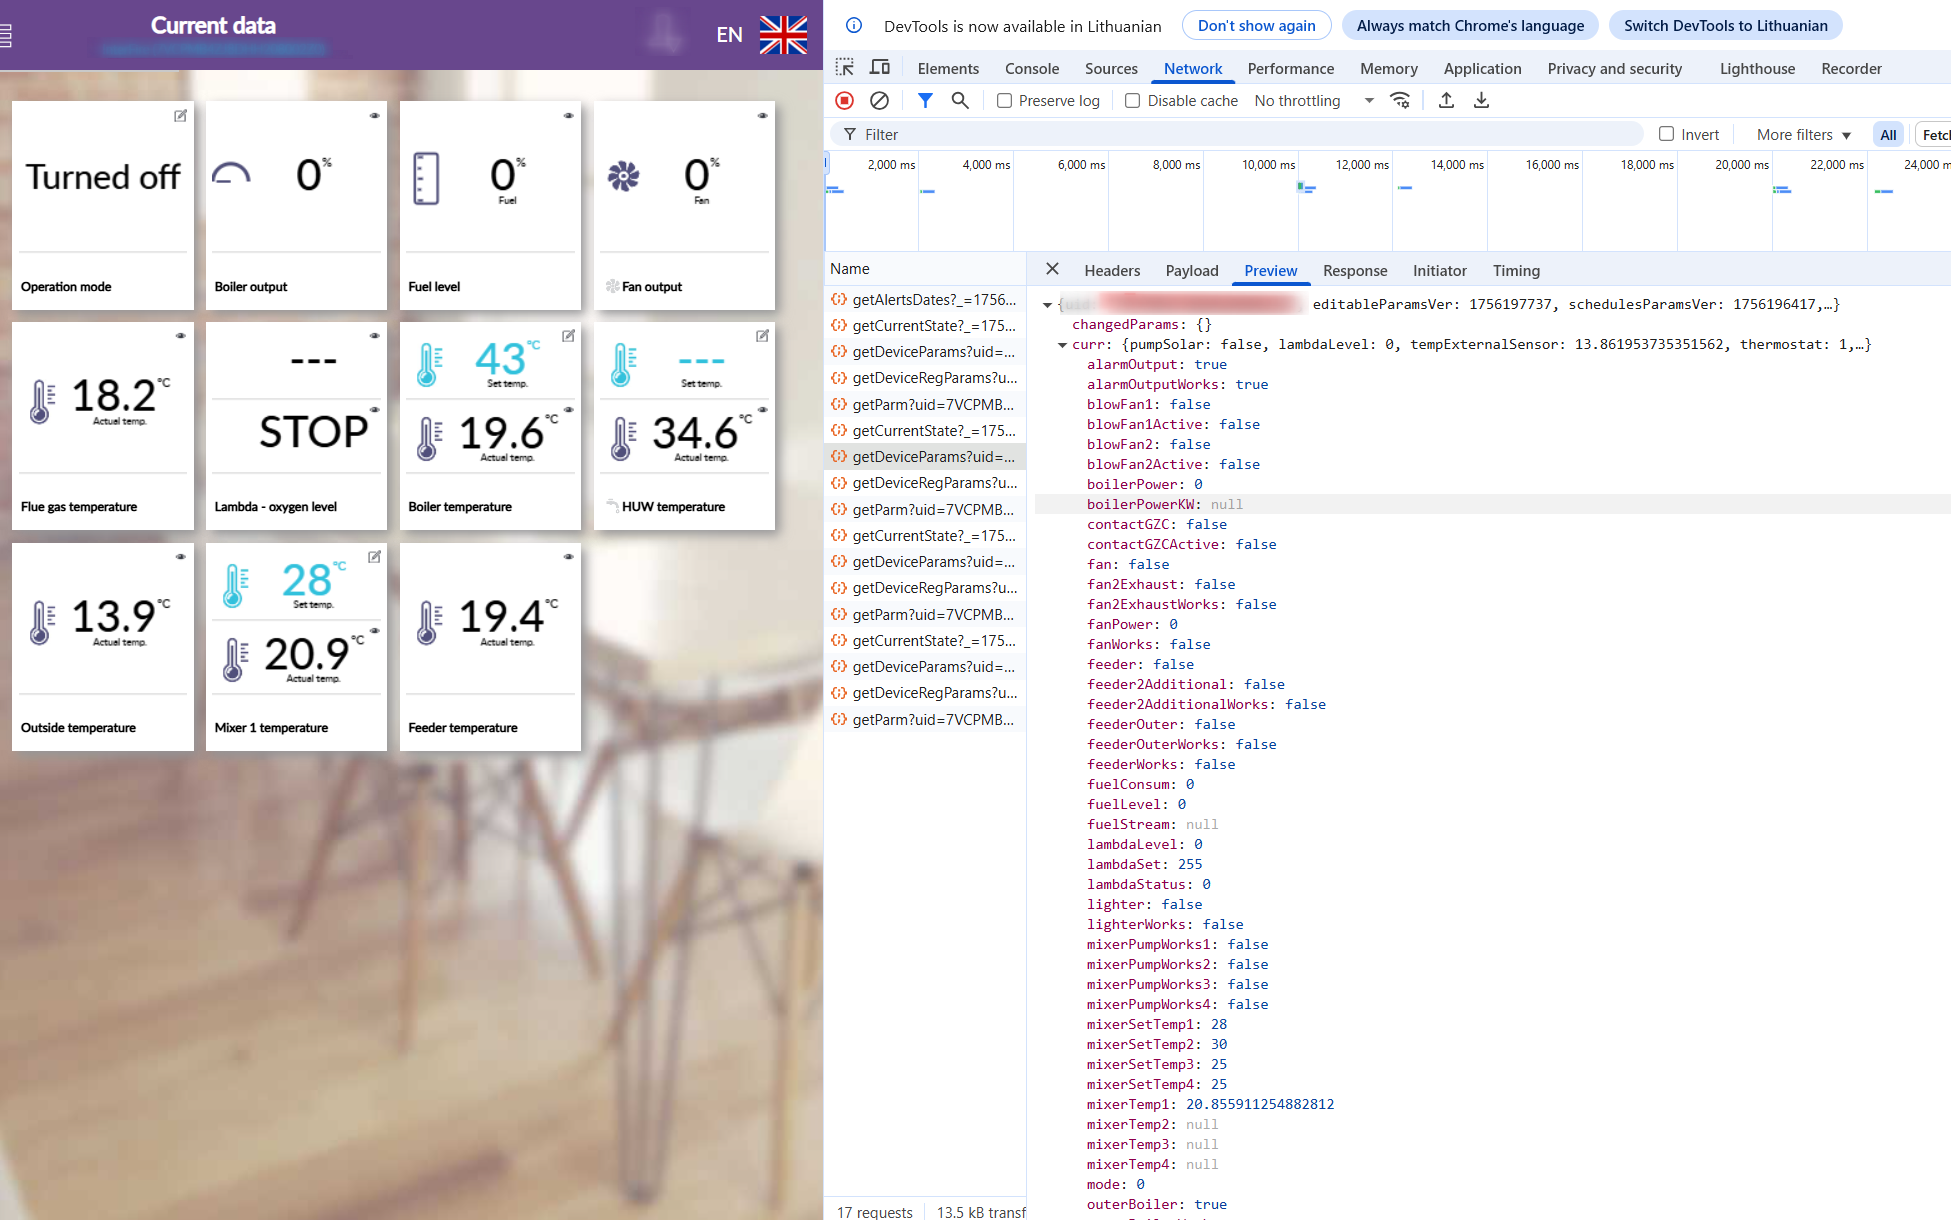 Current data
EN
Turned off
Operation mode
0%
Boiler output
0%
Fuel
Fuel level
0%
Fan
Fan output
18.2°C
Actual temp.
Flue gas temperature
---
STOP
Lambda - oxygen level
43°C
Set temp.
19.6°C
Actual temp.
Boiler temperature
---
Set temp.
34.6°C
Actual temp.
HUW temperature
13.9°C
Actual temp.
Outside temperature
28°C
Set temp.
20.9°C
Actual temp.
Mixer 1 temperature
19.4°C
Actual temp.
Feeder temperature
DevTools is now available in Lithuanian Don't show again Always match Chrome's language Switch DevTools to Lithuanian
Elements Console Sources Network Performance Memory Application Privacy and security Lighthouse Recorder
Preserve log Disable cache No throttling
Filter Invert More filters All Fetc
2,000 ms 4,000 ms 6,000 ms 8,000 ms 10,000 ms 12,000 ms 14,000 ms 16,000 ms 18,000 ms 20,000 ms 22,000 ms 24,000 m
Name
getAlertsDates?_=1756...
getCurrentState?_=175...
getDeviceParams?uid=...
getDeviceRegParams?u...
getParm?uid=7VCPMB...
getCurrentState?_=175...
getDeviceParams?uid=...
getDeviceRegParams?u...
getParm?uid=7VCPMB...
getCurrentState?_=175...
getDeviceParams?uid=...
getDeviceRegParams?u...
getParm?uid=7VCPMB...
getCurrentState?_=175...
getDeviceParams?uid=...
getDeviceRegParams?u...
getParm?uid=7VCPMB...
17 requests 13.5 kB transf
Headers Payload Preview Response Initiator Timing
editableParamsVer: 1756197737, schedulesParamsVer: 1756196417,…}
changedParams: {}
curr: {pumpSolar: false, lambdaLevel: 0, tempExternalSensor: 13.861953735351562, thermostat: 1,…}
alarmOutput: true
alarmOutputWorks: true
blowFan1: false
blowFan1Active: false
blowFan2: false
blowFan2Active: false
boilerPower: 0
boilerPowerKW: null
contactGZC: false
contactGZCActive: false
fan: false
fan2Exhaust: false
fan2ExhaustWorks: false
fanPower: 0
fanWorks: false
feeder: false
feeder2Additional: false
feeder2AdditionalWorks: false
feederOuter: false
feederOuterWorks: false
feederWorks: false
fuelConsum: 0
fuelLevel: 0
fuelStream: null
lambdaLevel: 0
lambdaSet: 255
lambdaStatus: 0
lighter: false
lighterWorks: false
mixerPumpWorks1: false
mixerPumpWorks2: false
mixerPumpWorks3: false
mixerPumpWorks4: false
mixerSetTemp1: 28
mixerSetTemp2: 30
mixerSetTemp3: 25
mixerSetTemp4: 25
mixerTemp1: 20.855911254882812
mixerTemp2: null
mixerTemp3: null
mixerTemp4: null
mode: 0
outerBoiler: true